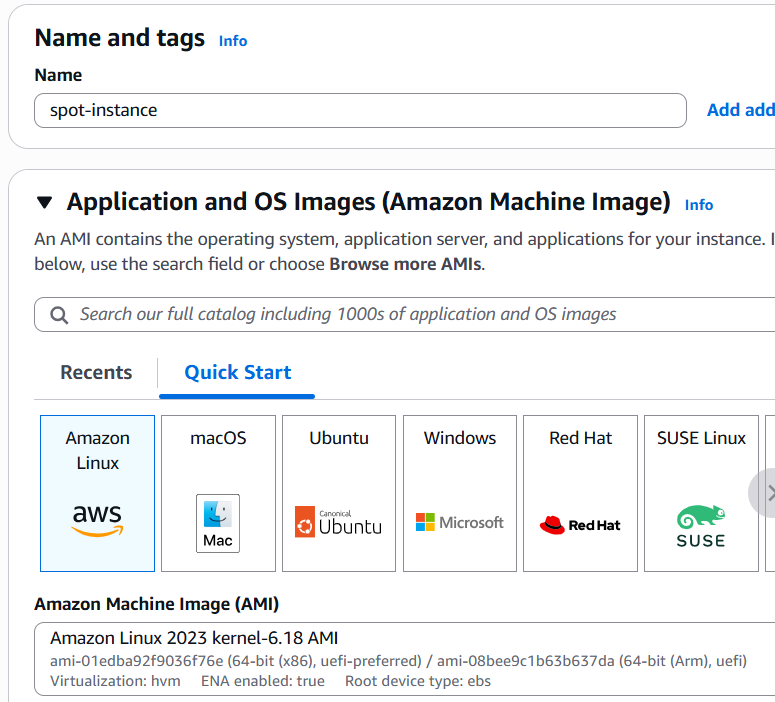 Name and tags Info
Name
spot-instance
Add add
Application and OS Images (Amazon Machine Image) Info
An AMI contains the operating system, application server, and applications for your instance. I
below, use the search field or choose Browse more AMIs.
Search our full catalog including 1000s of application and OS images
Recents
Quick Start
Amazon
Linux
aws
macOS
Mac
Ubuntu
Canonical
Ubuntu
Windows
Microsoft
Red Hat
Red Hat
SUSE Linux
SUSE
Amazon Machine Image (AMI)
Amazon Linux 2023 kernel-6.18 AMI
ami-01edba92f9036f76e (64-bit (x86), uefi-preferred) / ami-08bee9c1b63b637da (64-bit (Arm), uefi)
Virtualization: hvm ENA enabled: true Root device type: ebs